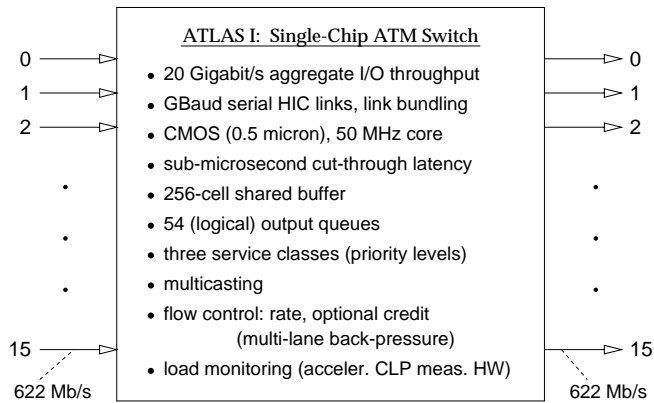 ATLAS I: Single-Chip ATM Switch
0
1
2
15
622 Mb/s
• 20 Gigabit/s aggregate I/O throughput
• GBaud serial HIC links, link bundling
• CMOS (0.5 micron), 50 MHz core
• sub-microsecond cut-through latency
• 256-cell shared buffer
• 54 (logical) output queues
• three service classes (priority levels)
• multicasting
• flow control: rate, optional credit
(multi-lane back-pressure)
• load monitoring (acceler. CLP meas. HW)
0
1
2
15
622 Mb/s